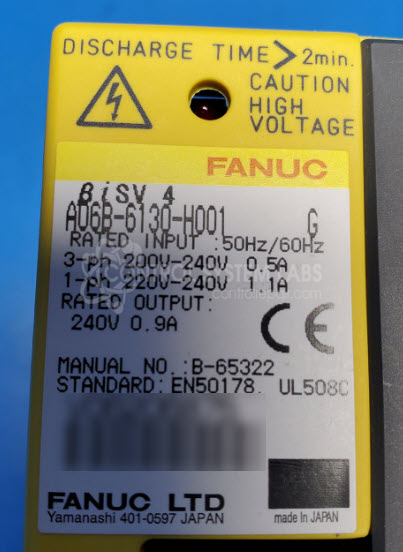 DISCHARGE TIME>2min.
CAUTION
HIGH
VOLTAGE
FANUC
βiSV 4
A06B-6130-H001 G
RATED INPUT :50Hz/60Hz
3-ph 200V-240V 0.5A
1-ph 220V-240V 1.1A
RATED OUTPUT:
240V 0.9A
CE
MANUAL NO.:B-65322
STANDARD:EN50178. UL508C
FANUC LTD
Yamanashi 401-0597 JAPAN
made in JAPAN